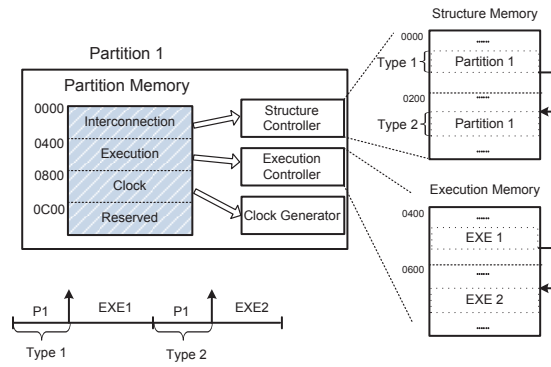 Structure Memory
0000
......
Type 1
Partition 1
0200
......
Type 2
Partition 1
......
Partition 1
Partition Memory
0000
Interconnection
0400
Execution
0800
Clock
0C00
Reserved
Structure
Controller
Execution
Controller
Clock Generator
Execution Memory
0400
......
EXE 1
0600
......
EXE 2
......
P1
EXE1
P1
EXE2
Type 1
Type 2